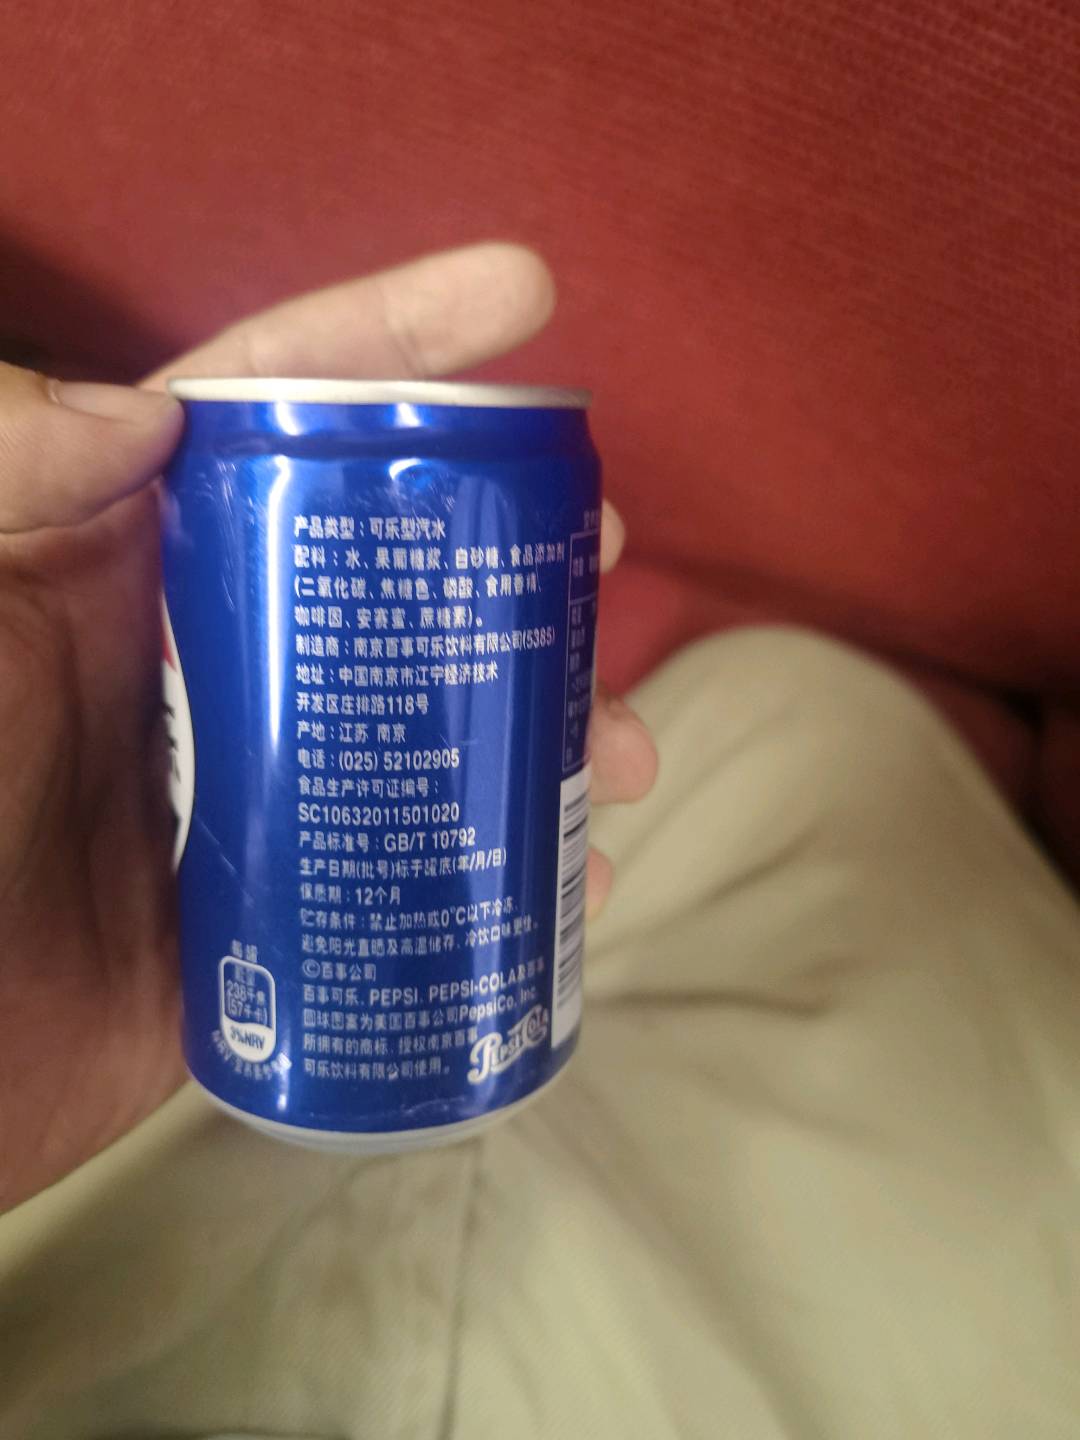 产品类型：可乐型汽水
配料：水、果葡糖浆、白砂糖、食品添加剂
(二氧化碳、焦糖色、磷酸、食用香精、
咖啡因、安赛蜜、蔗糖素)。
制造商：南京百事可乐饮料有限公司(5385)
地址：中国南京市江宁经济技术
开发区庄排路118号
产地：江苏 南京
电话：(025) 52102905
食品生产许可证编号：
SC10632011501020
产品标准号：GB/T 10792
生产日期(批号)标于罐底(年/月/日)
保质期：12个月
贮存条件：禁止加热或0°C以下冷冻、
避免阳光直晒及高温储存、冷饮口味更佳。
©百事公司
百事可乐、PEPSI、PEPSI-COLA及百事
圆球图案为美国百事公司PepsiCo, Inc.
所拥有的商标、授权南京百事
可乐饮料有限公司使用。
PEPSI COLA
每罐
能量
238千焦
(57千卡)
3%NRV